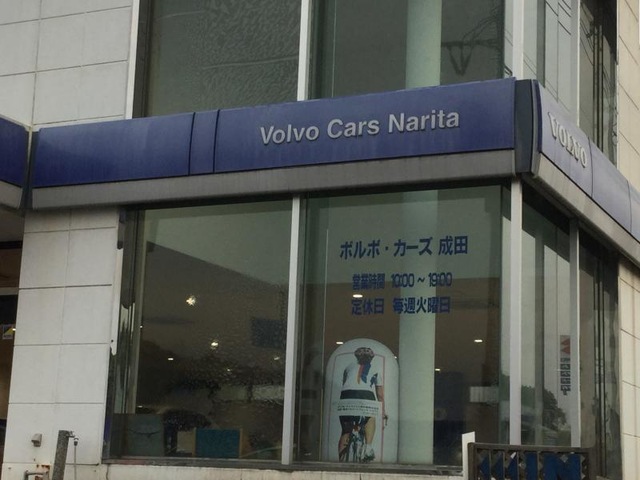 Volvo Cars Narita
VOLVO
ボルボ・カーズ 成田
営業時間 10:00～19:00
定休日 毎週火曜日